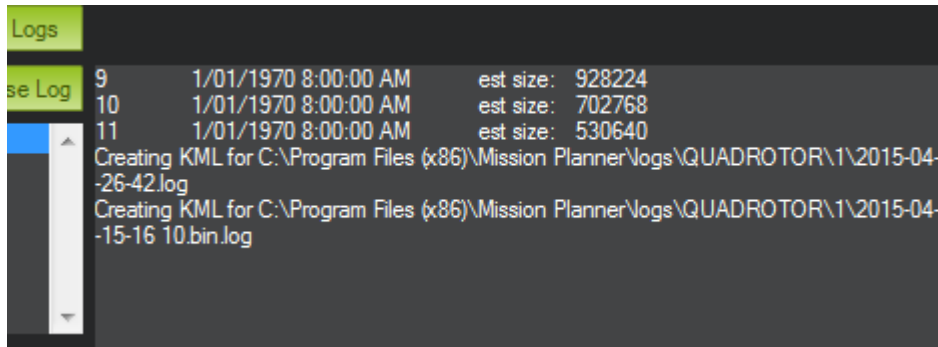 Logs
se Log
9 1/01/1970 8:00:00 AM est size: 928224
10 1/01/1970 8:00:00 AM est size: 702768
11 1/01/1970 8:00:00 AM est size: 530640
Creating KML for C:\Program Files (x86)\Mission Planner\logs\QUADROTOR\1\2015-04-
-26-42.log
Creating KML for C:\Program Files (x86)\Mission Planner\logs\QUADROTOR\1\2015-04-
-15-16 10.bin.log